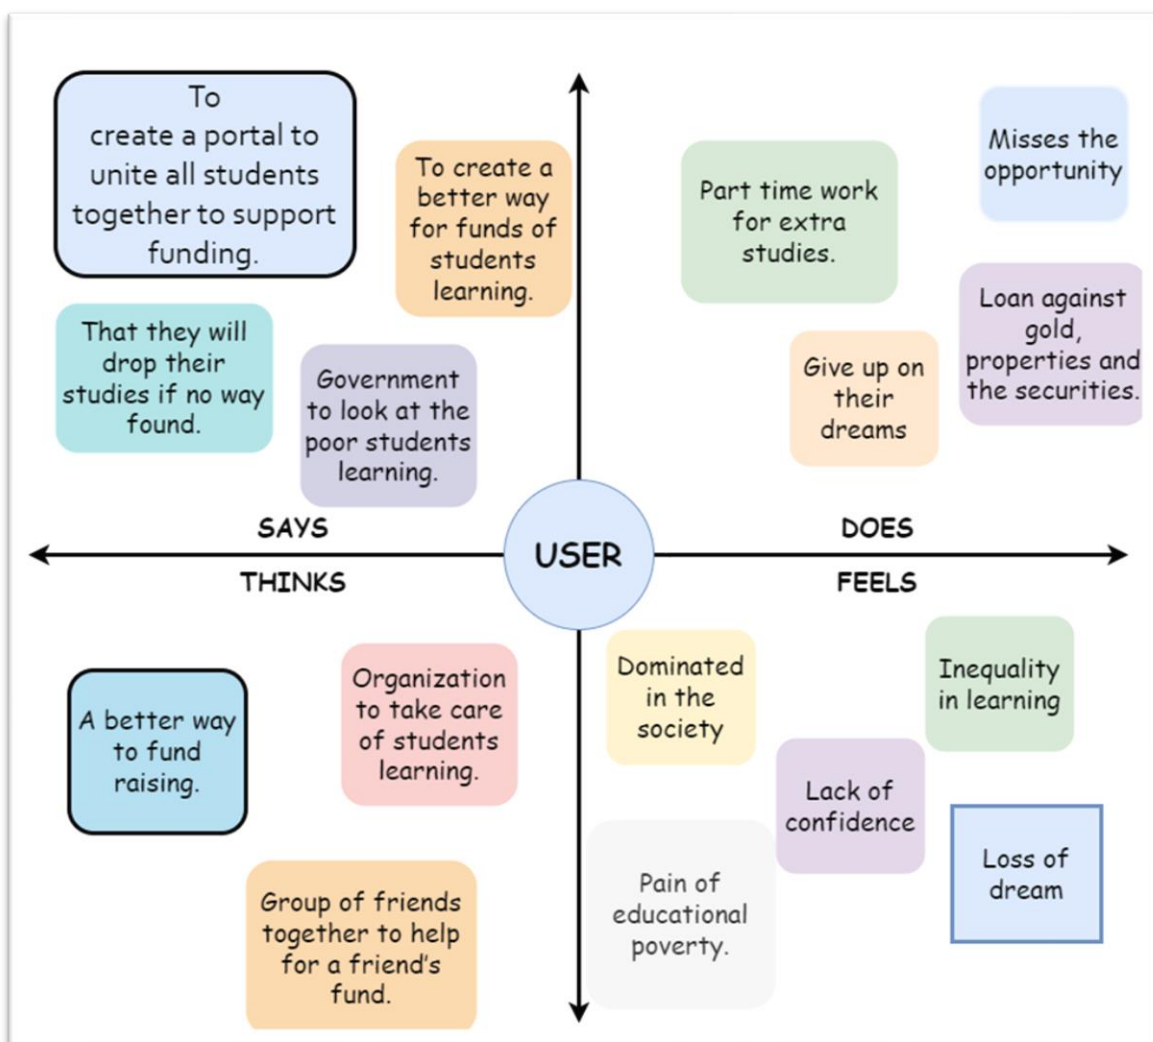 To
create a portal to
unite all students
together to support
funding.
To create a
better way
for funds of
students
learning.
That they will
drop their
studies if no way
found.
Government
to look at the
poor students
learning.
Part time work
for extra
studies.
Misses the
opportunity
Loan against
gold,
properties and
the securities.
Give up on
their
dreams
SAYS
DOES
USER
THINKS
FEELS
A better way
to fund
raising.
Organization
to take care
of students
learning.
Group of friends
together to help
for a friend's
fund.
Dominated
in the
society
Inequality
in learning
Lack of
confidence
Pain of
educational
poverty.
Loss of
dream